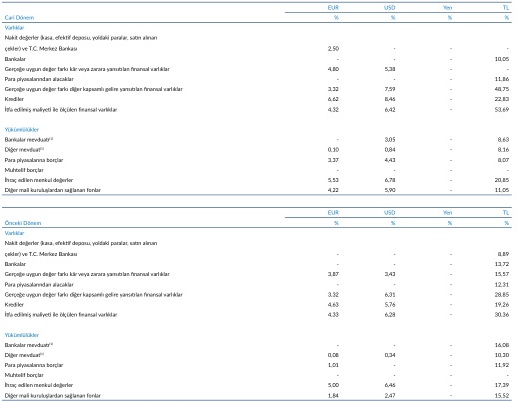 EUR USD Yen TL
Cari Dönem % % % %
Varlıklar
Nakit değerler (kasa, efektif deposu, yoldaki paralar, satın alınan
çekler) ve T.C. Merkez Bankası 2,50 - - -
Bankalar - - - 10,05
Gerçeğe uygun değer farkı kâr veya zarara yansıtılan finansal varlıklar 4,80 5,38 - -
Para piyasalarından alacaklar - - - 11,86
Gerçeğe uygun değer farkı diğer kapsamlı gelire yansıtılan finansal varlıklar 3,32 7,59 - 48,75
Krediler 6,62 8,46 - 22,83
İtfa edilmiş maliyeti ile ölçülen finansal varlıklar 4,32 6,42 - 53,69
Yükümlülükler
Bankalar mevduatı - 3,05 - 8,63
Diğer mevduat 0,10 0,84 - 8,16
Para piyasalarına borçlar 3,37 4,43 - 8,07
Muhtelif borçlar - - - -
İhraç edilen menkul değerler 5,53 6,78 - 20,85
Diğer mali kuruluşlardan sağlanan fonlar 4,22 5,90 - 11,05
EUR USD Yen TL
Önceki Dönem % % % %
Varlıklar
Nakit değerler (kasa, efektif deposu, yoldaki paralar, satın alınan
çekler) ve T.C. Merkez Bankası - - - 8,89
Bankalar - - - 13,72
Gerçeğe uygun değer farkı kâr veya zarara yansıtılan finansal varlıklar 3,87 3,43 - 15,57
Para piyasalarından alacaklar - - - 12,31
Gerçeğe uygun değer farkı diğer kapsamlı gelire yansıtılan finansal varlıklar 3,32 6,31 - 28,85
Krediler 4,63 5,76 - 19,26
İtfa edilmiş maliyeti ile ölçülen finansal varlıklar 4,33 6,28 - 30,36
Yükümlülükler
Bankalar mevduatı - - - 16,08
Diğer mevduat 0,08 0,34 - 10,30
Para piyasalarına borçlar 1,01 - - 11,92
Muhtelif borçlar - - - -
İhraç edilen menkul değerler 5,00 6,46 - 17,39
Diğer mali kuruluşlardan sağlanan fonlar 1,84 2,47 - 15,52